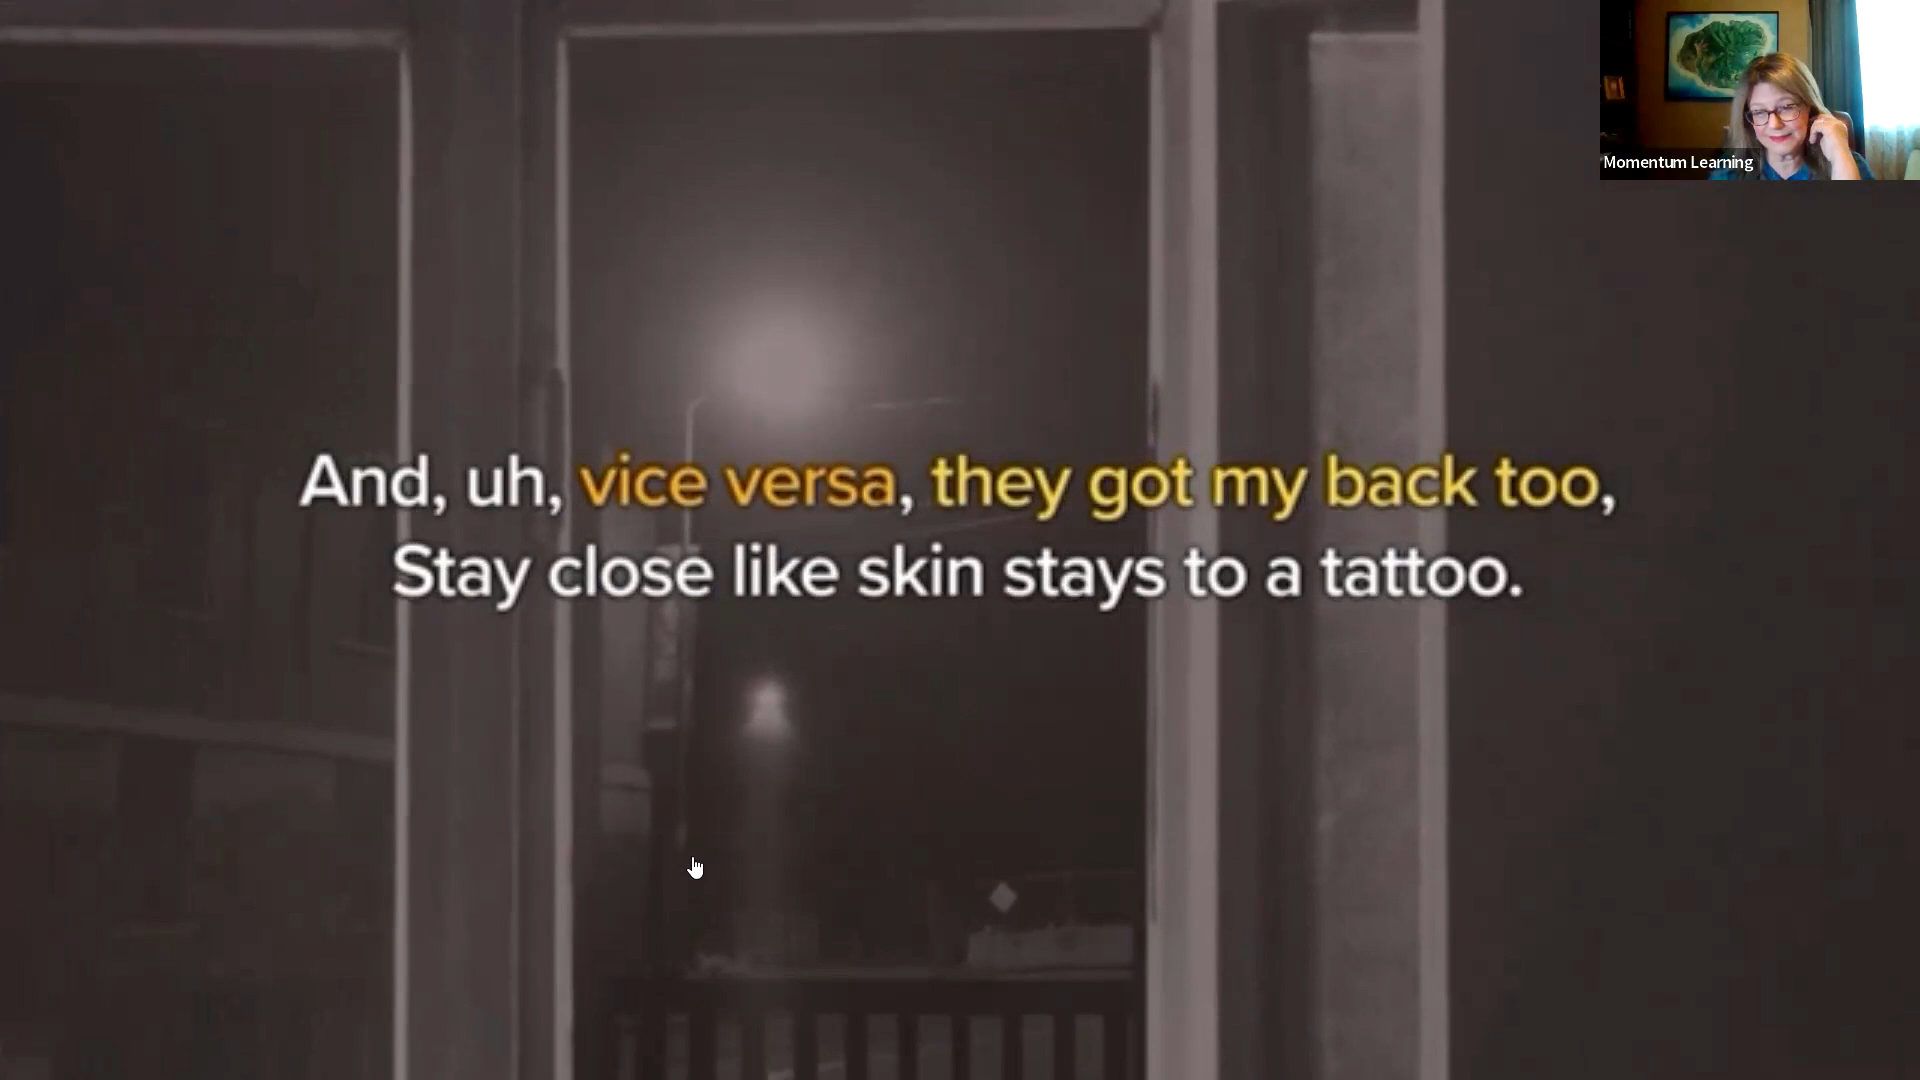 Momentum Learning
And, uh, vice versa, they got my back too,
Stay close like skin stays to a tattoo.